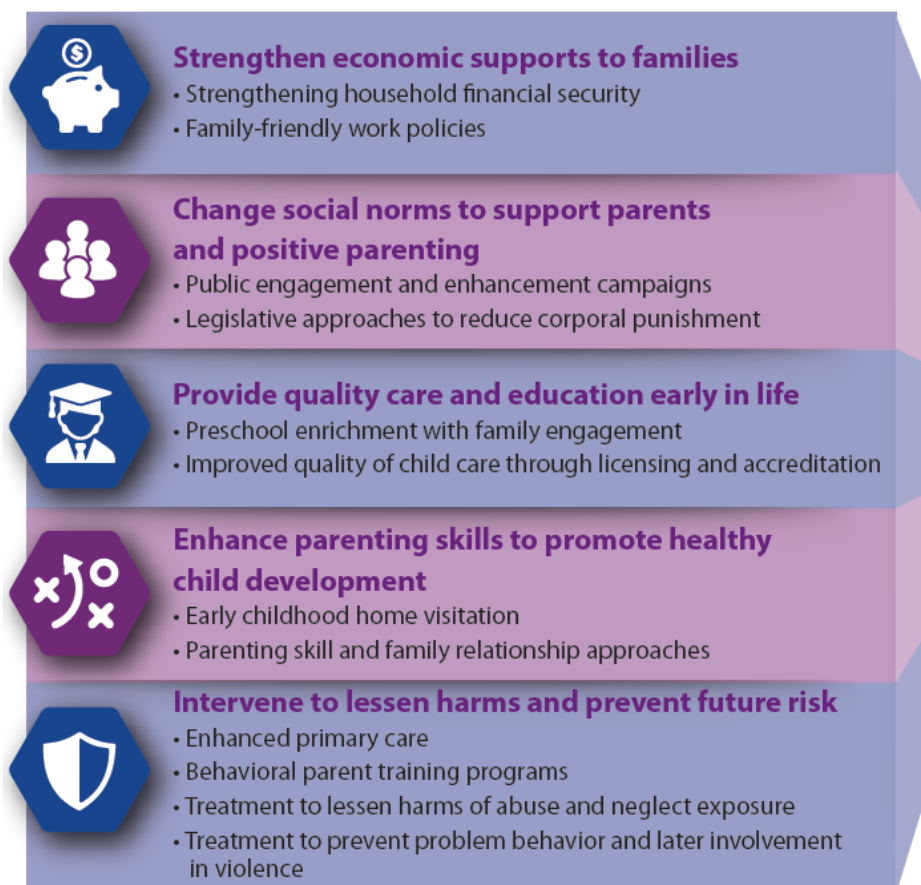 Strengthen economic supports to families
• Strengthening household financial security
• Family-friendly work policies
Change social norms to support parents
and positive parenting
• Public engagement and enhancement campaigns
• Legislative approaches to reduce corporal punishment
Provide quality care and education early in life
• Preschool enrichment with family engagement
• Improved quality of child care through licensing and accreditation
Enhance parenting skills to promote healthy
child development
• Early childhood home visitation
• Parenting skill and family relationship approaches
Intervene to lessen harms and prevent future risk
• Enhanced primary care
• Behavioral parent training programs
• Treatment to lessen harms of abuse and neglect exposure
• Treatment to prevent problem behavior and later involvement
in violence